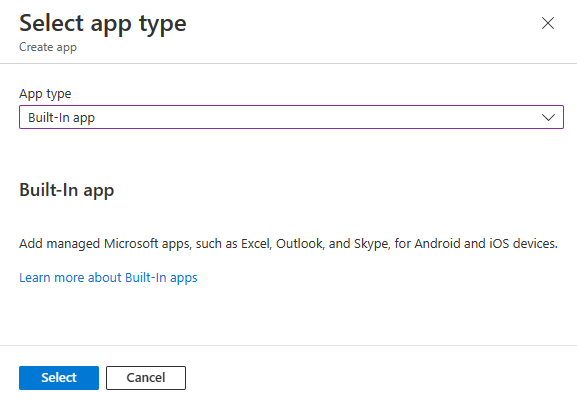 Select app type
Create app
App type
Built-In app
Built-In app
Add managed Microsoft apps, such as Excel, Outlook, and Skype, for Android and iOS devices.
Learn more about Built-In apps
Select
Cancel